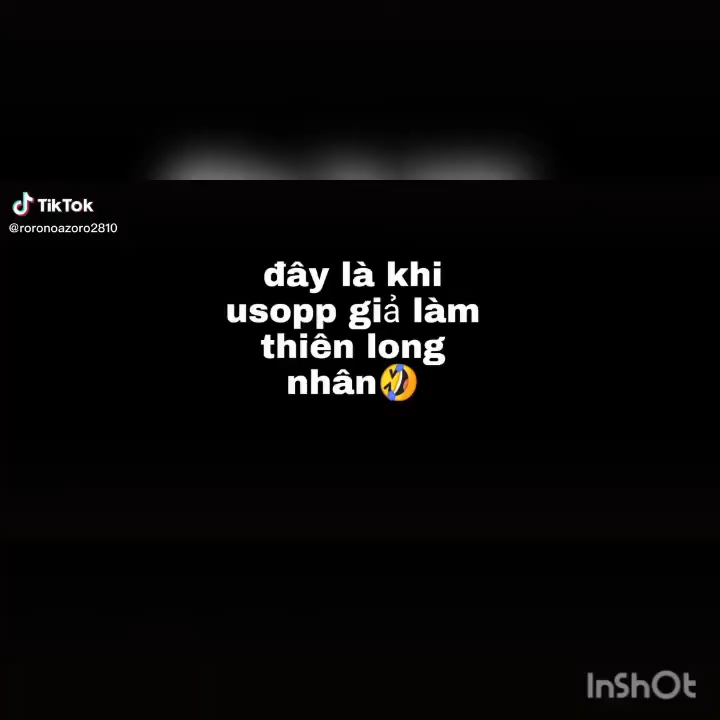 TikTok
@roronoazoro2810
đây là khi
usopp giả làm
thiên long
nhân🤣
InShOt